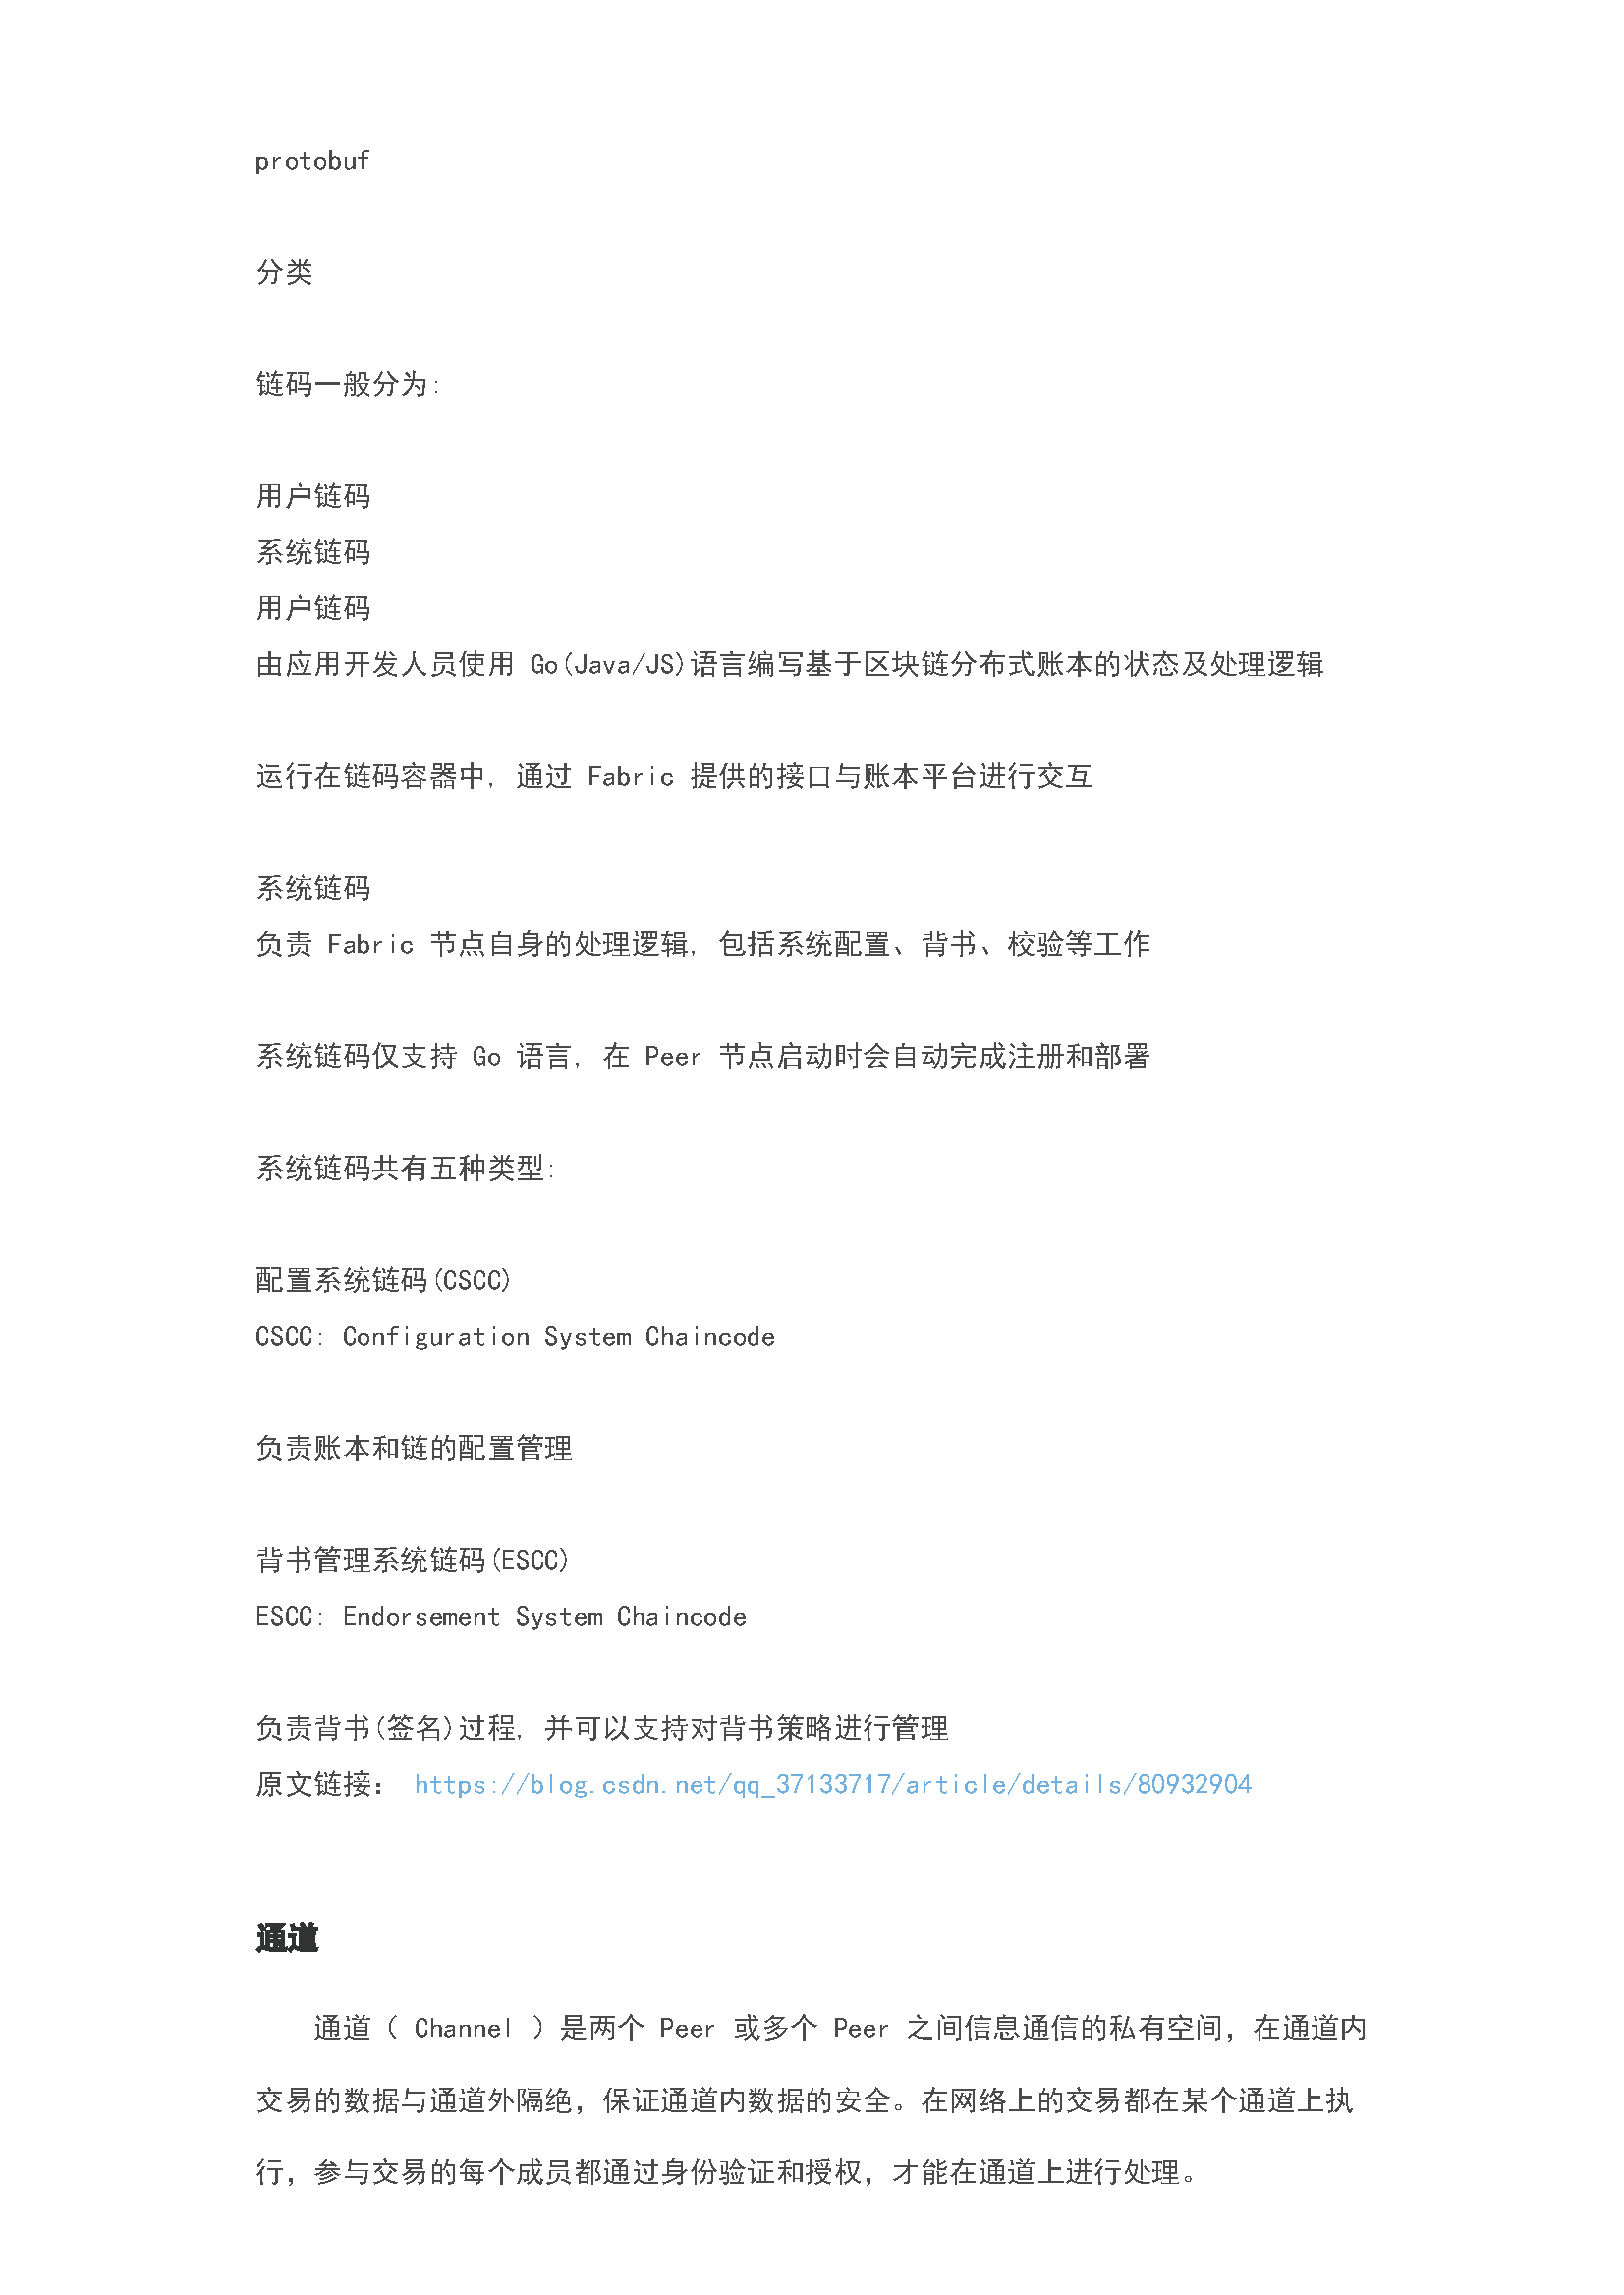 protobuf
分类
链码一般分为:
用户链码
系统链码
用户链码
由应用开发人员使用 Go(Java/JS)语言编写基于区块链分布式账本的状态及处理逻辑
运行在链码容器中, 通过 Fabric 提供的接口与账本平台进行交互
系统链码
负责 Fabric 节点自身的处理逻辑, 包括系统配置、背书、校验等工作
系统链码仅支持 Go 语言, 在 Peer 节点启动时会自动完成注册和部署
系统链码共有五种类型:
配置系统链码(CSCC)
CSCC: Configuration System Chaincode
负责账本和链的配置管理
背书管理系统链码(ESCC)
ESCC: Endorsement System Chaincode
负责背书(签名)过程, 并可以支持对背书策略进行管理
原文链接： https://blog.csdn.net/qq_37133717/article/details/80932904
通道
通道（ Channel ）是两个 Peer 或多个 Peer 之间信息通信的私有空间，在通道内
交易的数据与通道外隔绝，保证通道内数据的安全。在网络上的交易都在某个通道上执
行，参与交易的每个成员都通过身份验证和授权，才能在通道上进行处理。